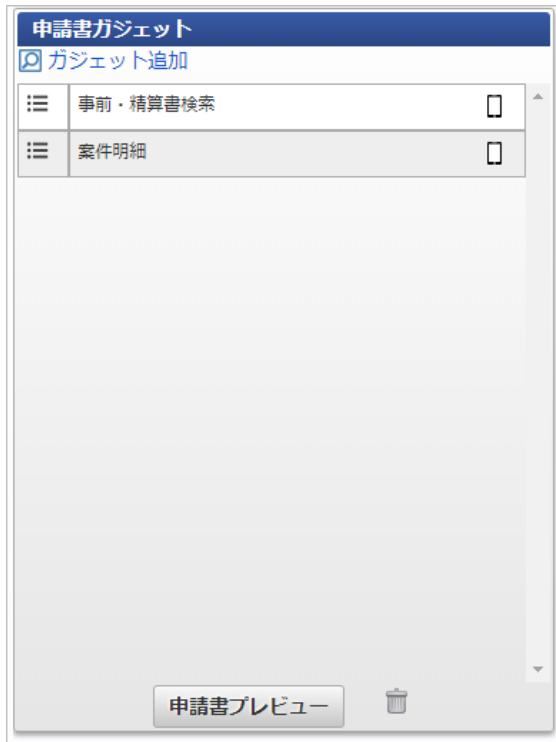 申請書ガジェット
ガジェット追加
事前・精算書検索
案件明細
申請書プレビュー